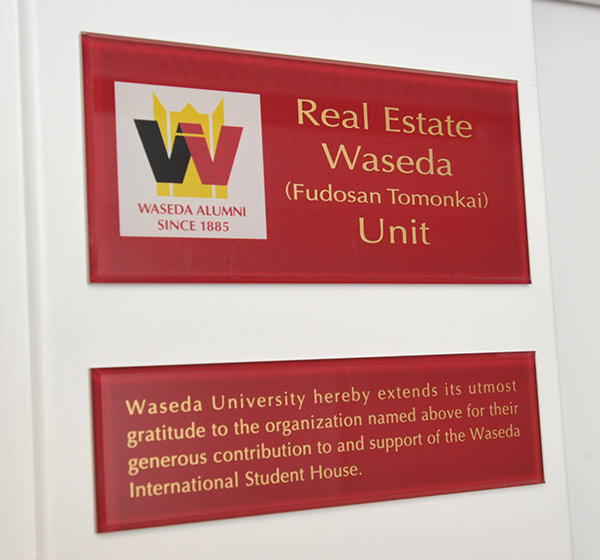 WASEDA ALUMNI
SINCE 1885
Real Estate
Waseda
(Fudosan Tomonkai)
Unit
Waseda University hereby extends its utmost
gratitude to the organization named above for their
generous contribution to and support of the Waseda
International Student House.